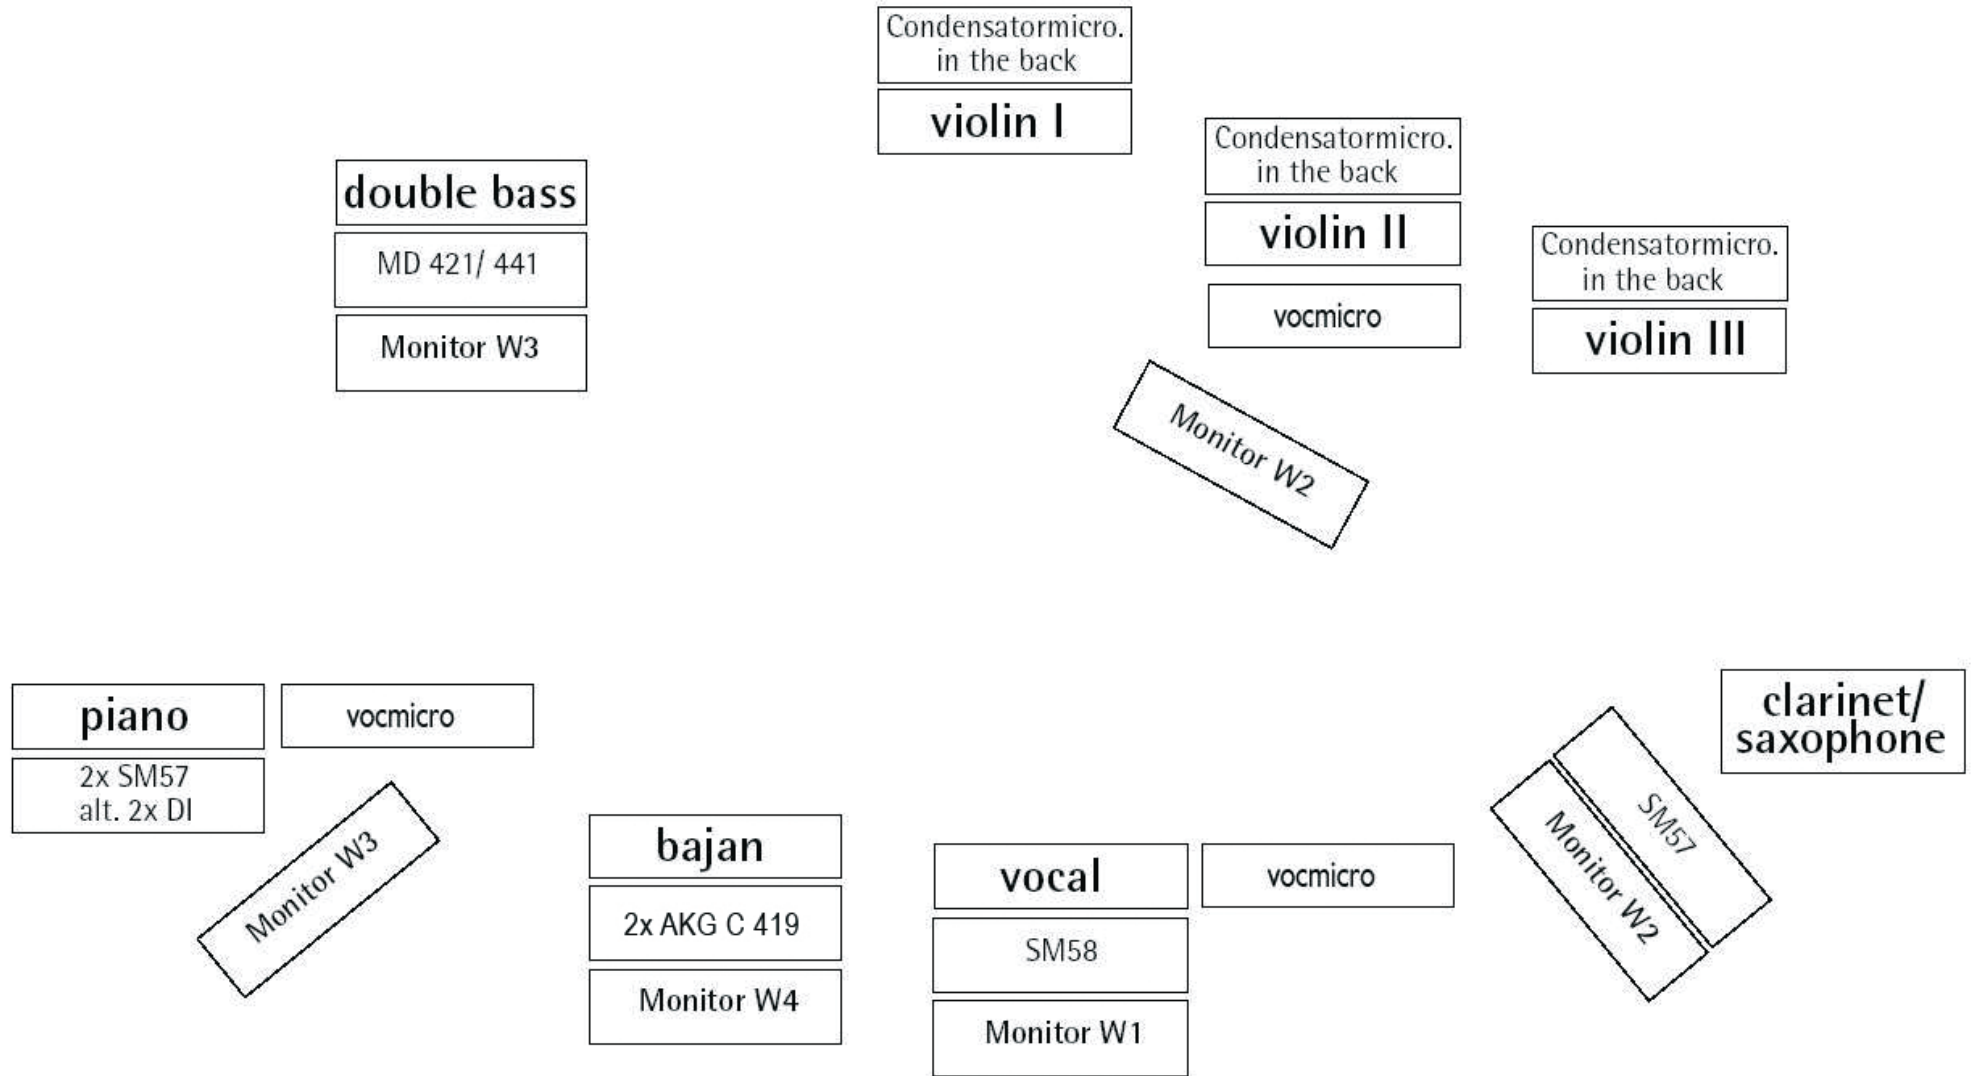 Condensatormicro.
in the back
violin I
Condensatormicro.
in the back
violin II
vocmicro
Condensatormicro.
in the back
violin III
double bass
MD 421/ 441
Monitor W3
Monitor W2
piano
2x SM57
alt. 2x DI
vocmicro
Monitor W3
bajan
2x AKG C 419
Monitor W4
vocal
SM58
Monitor W1
vocmicro
clarinet/
saxophone
SM57
Monitor W2